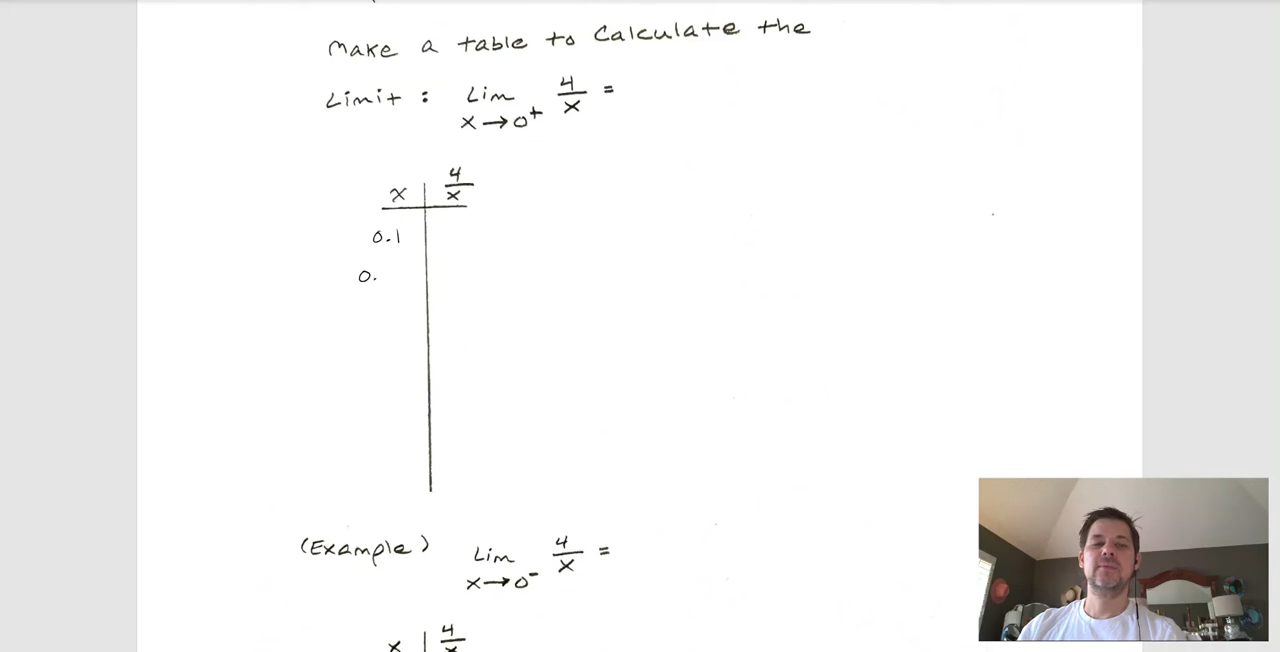 Make a table to Calculate the
Limit : Lim x→0⁺ 4/x =
x | 4/x
0.1
0.
(Example) Lim x→0⁻ 4/x =
x | 4/x